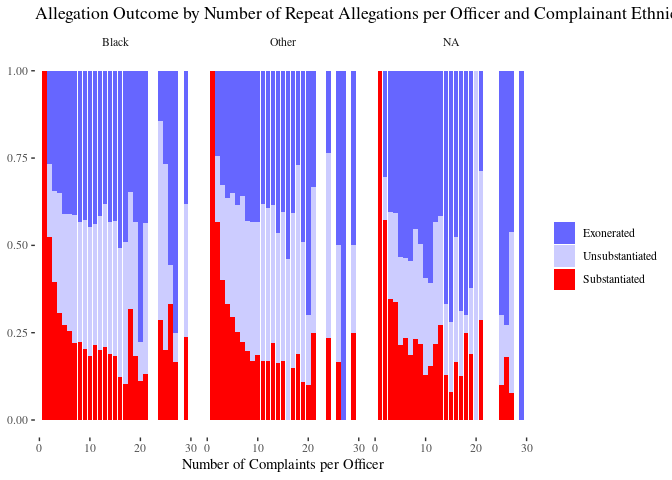 Allegation Outcome by Number of Repeat Allegations per Officer and Complainant Ethnic
Black Other NA
1.00
0.75
0.50
0.25
0.00
Exonerated
Unsubstantiated
Substantiated
0 10 20 30 0 10 20 30 0 10 20 30
Number of Complaints per Officer